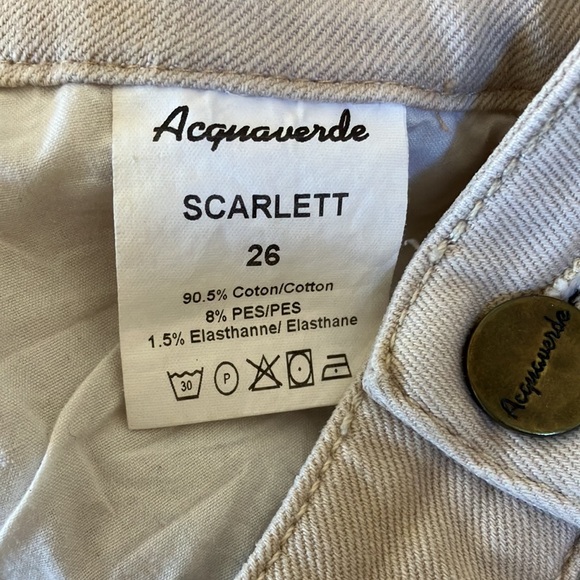 Acquaverde
SCARLETT
26
90.5% Coton/Cotton
8% PES/PES
1.5% Elasthanne/ Elasthane
30 P
Acquaverde